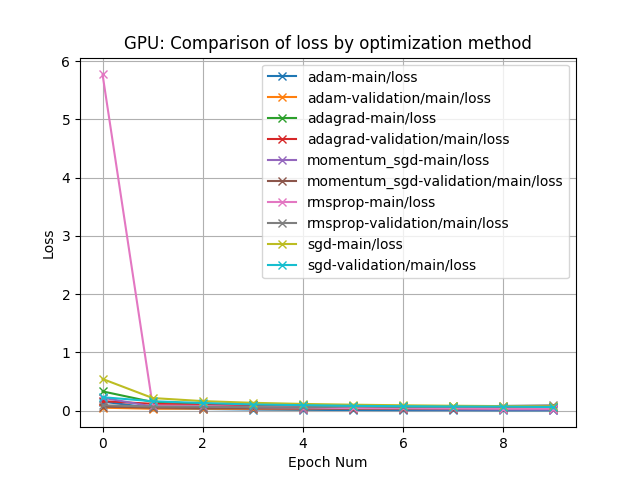 GPU: Comparison of loss by optimization method
6
5
4
3
2
1
0
Loss
adam-main/loss
adam-validation/main/loss
adagrad-main/loss
adagrad-validation/main/loss
momentum_sgd-main/loss
momentum_sgd-validation/main/loss
rmsprop-main/loss
rmsprop-validation/main/loss
sgd-main/loss
sgd-validation/main/loss
0 2 4 6 8
Epoch Num